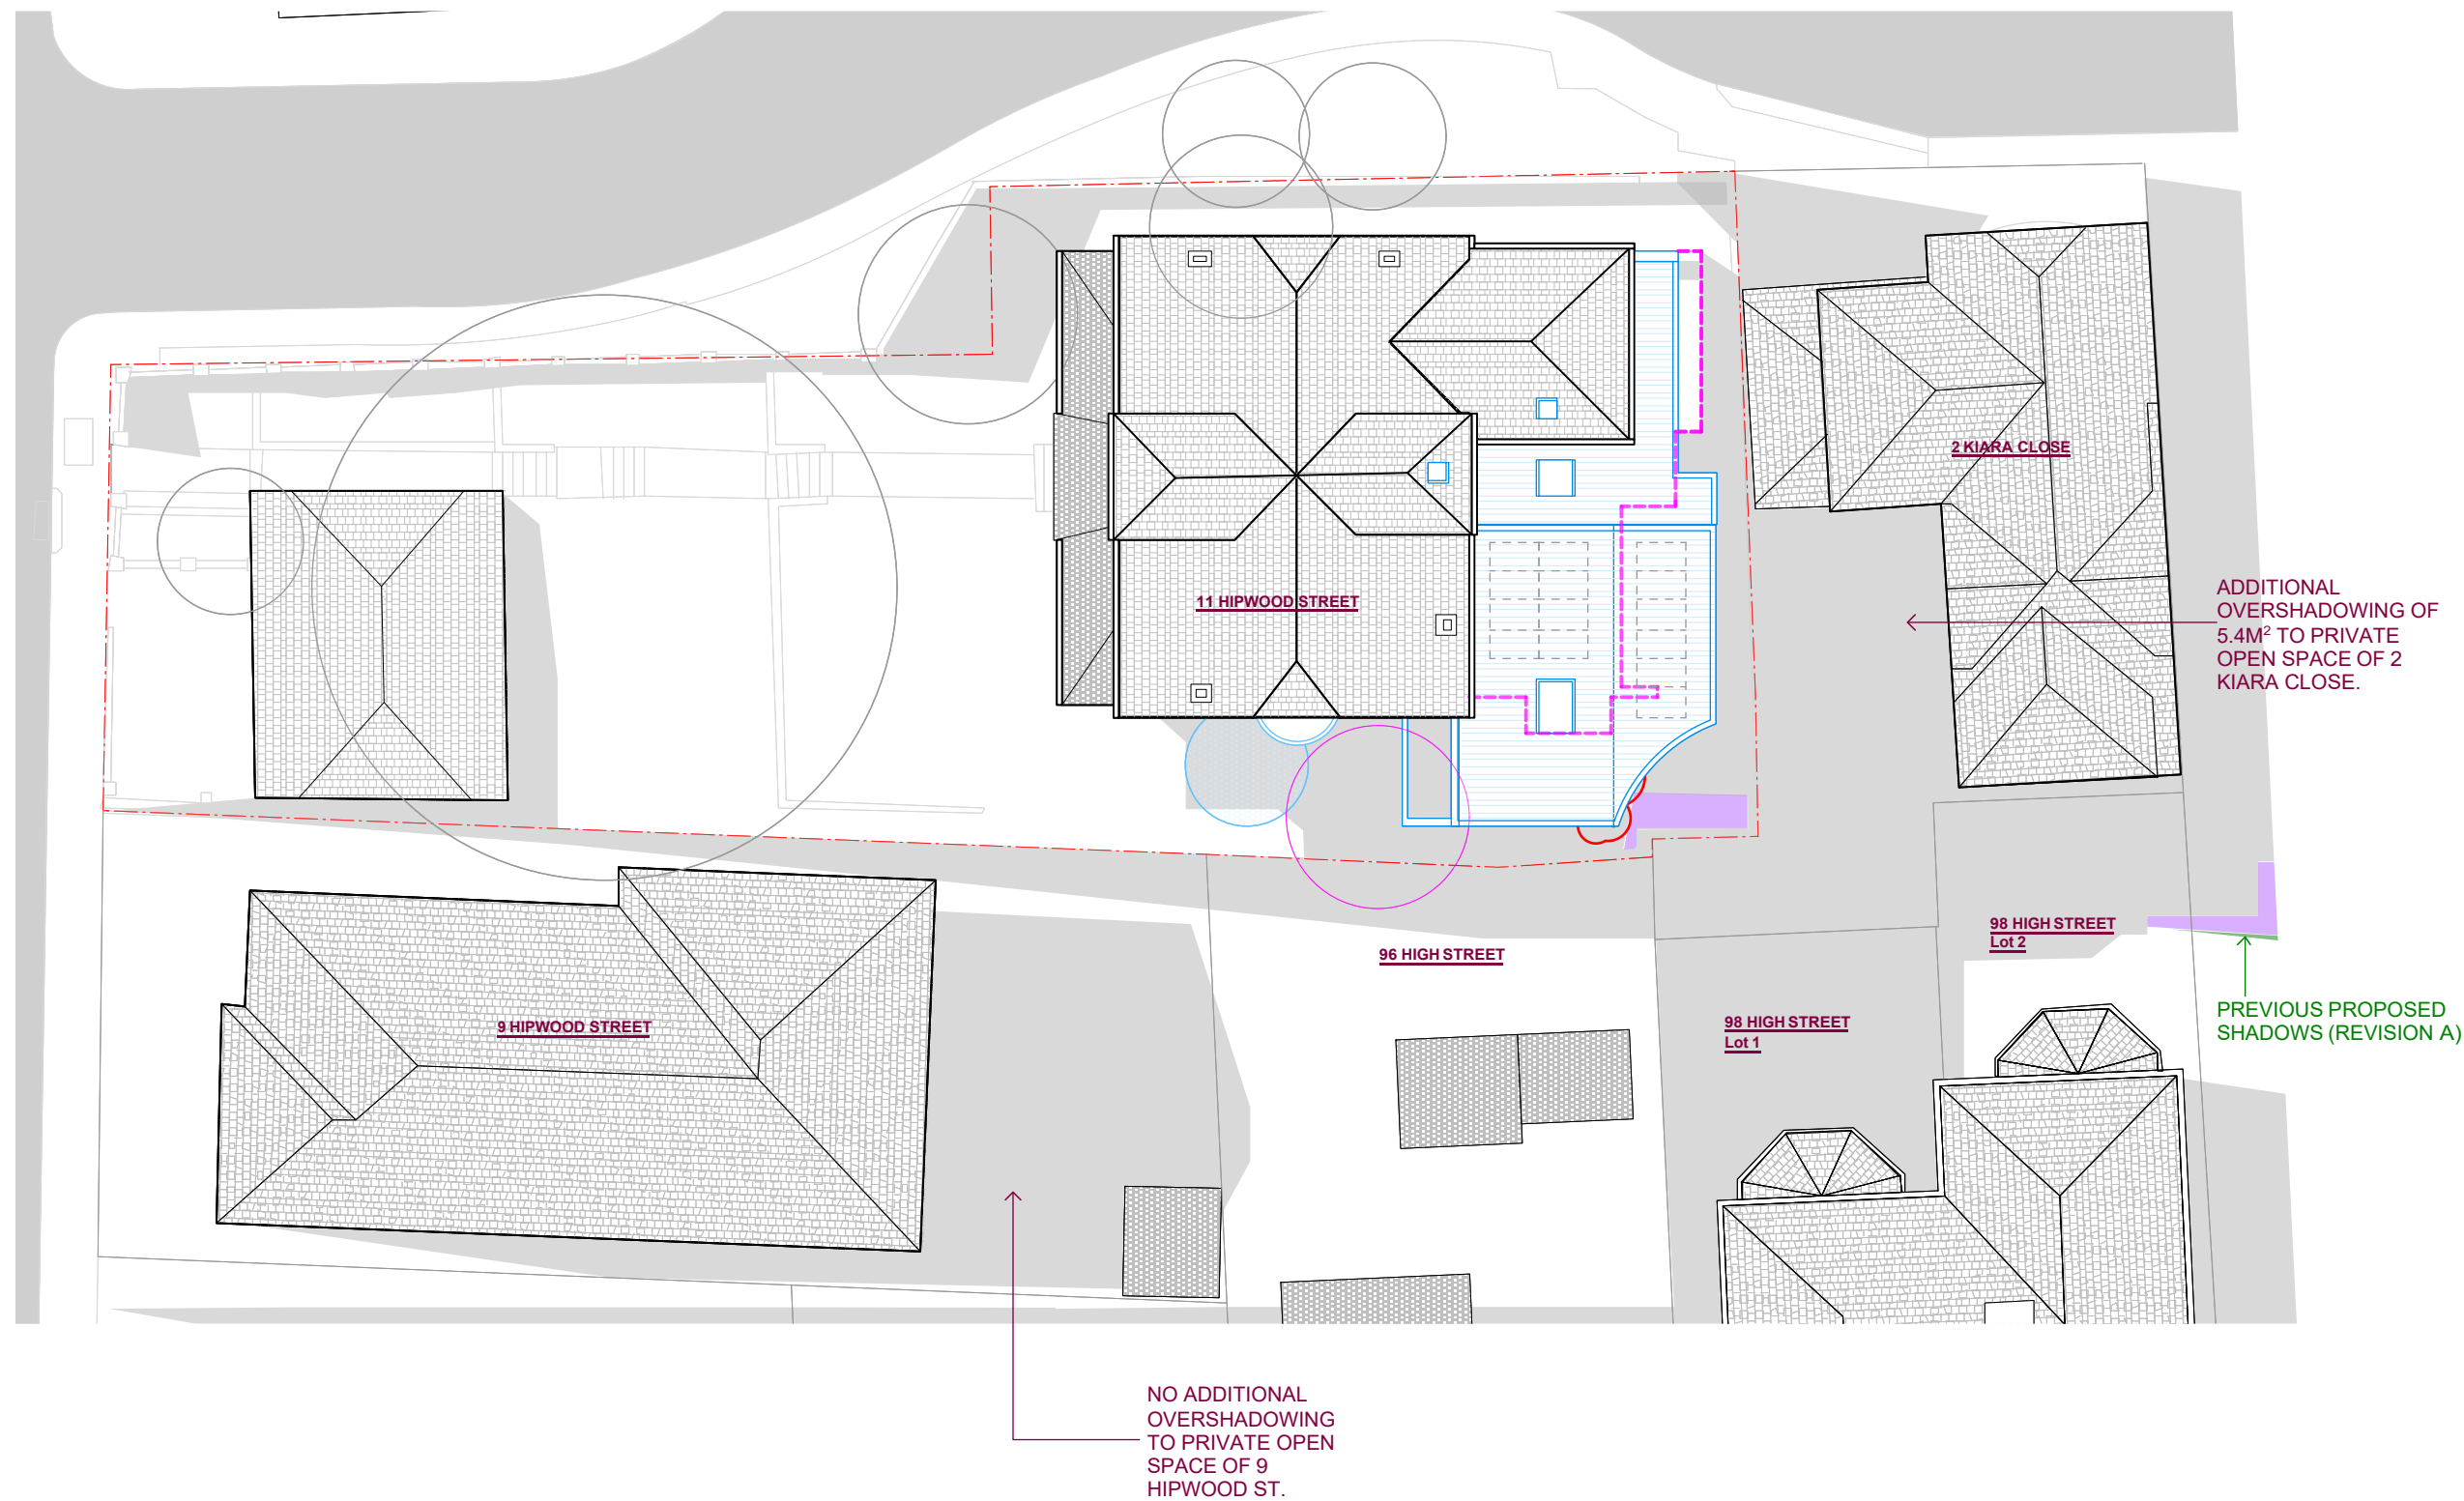 2 KIARA CLOSE
ADDITIONAL
OVERSHADOWING OF
5.4M² TO PRIVATE
OPEN SPACE OF 2
KIARA CLOSE.
11 HIPWOOD STREET
98 HIGH STREET
Lot 2
96 HIGH STREET
PREVIOUS PROPOSED
SHADOWS (REVISION A)
98 HIGH STREET
Lot 1
9 HIPWOOD STREET
NO ADDITIONAL
OVERSHADOWING
TO PRIVATE OPEN
SPACE OF 9
HIPWOOD ST.